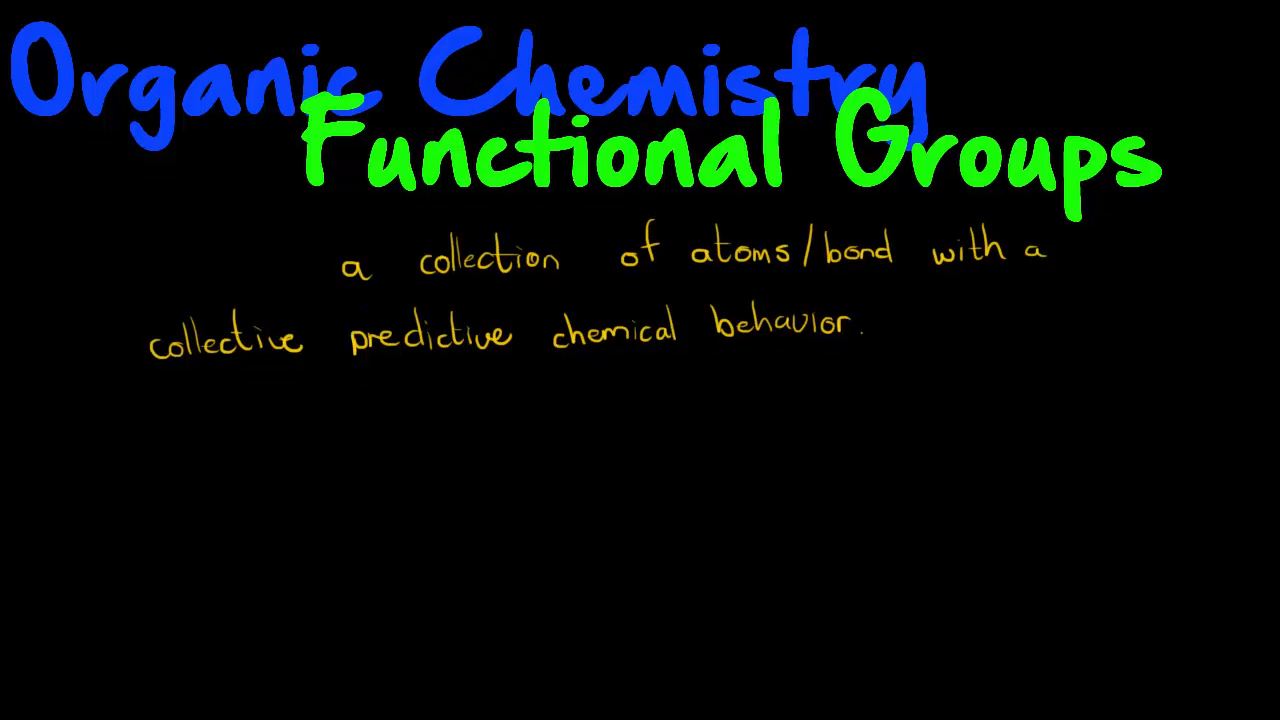 Organic Chemistry
Functional Groups
a collection of atoms/bond with a
collective predictive chemical behavior.